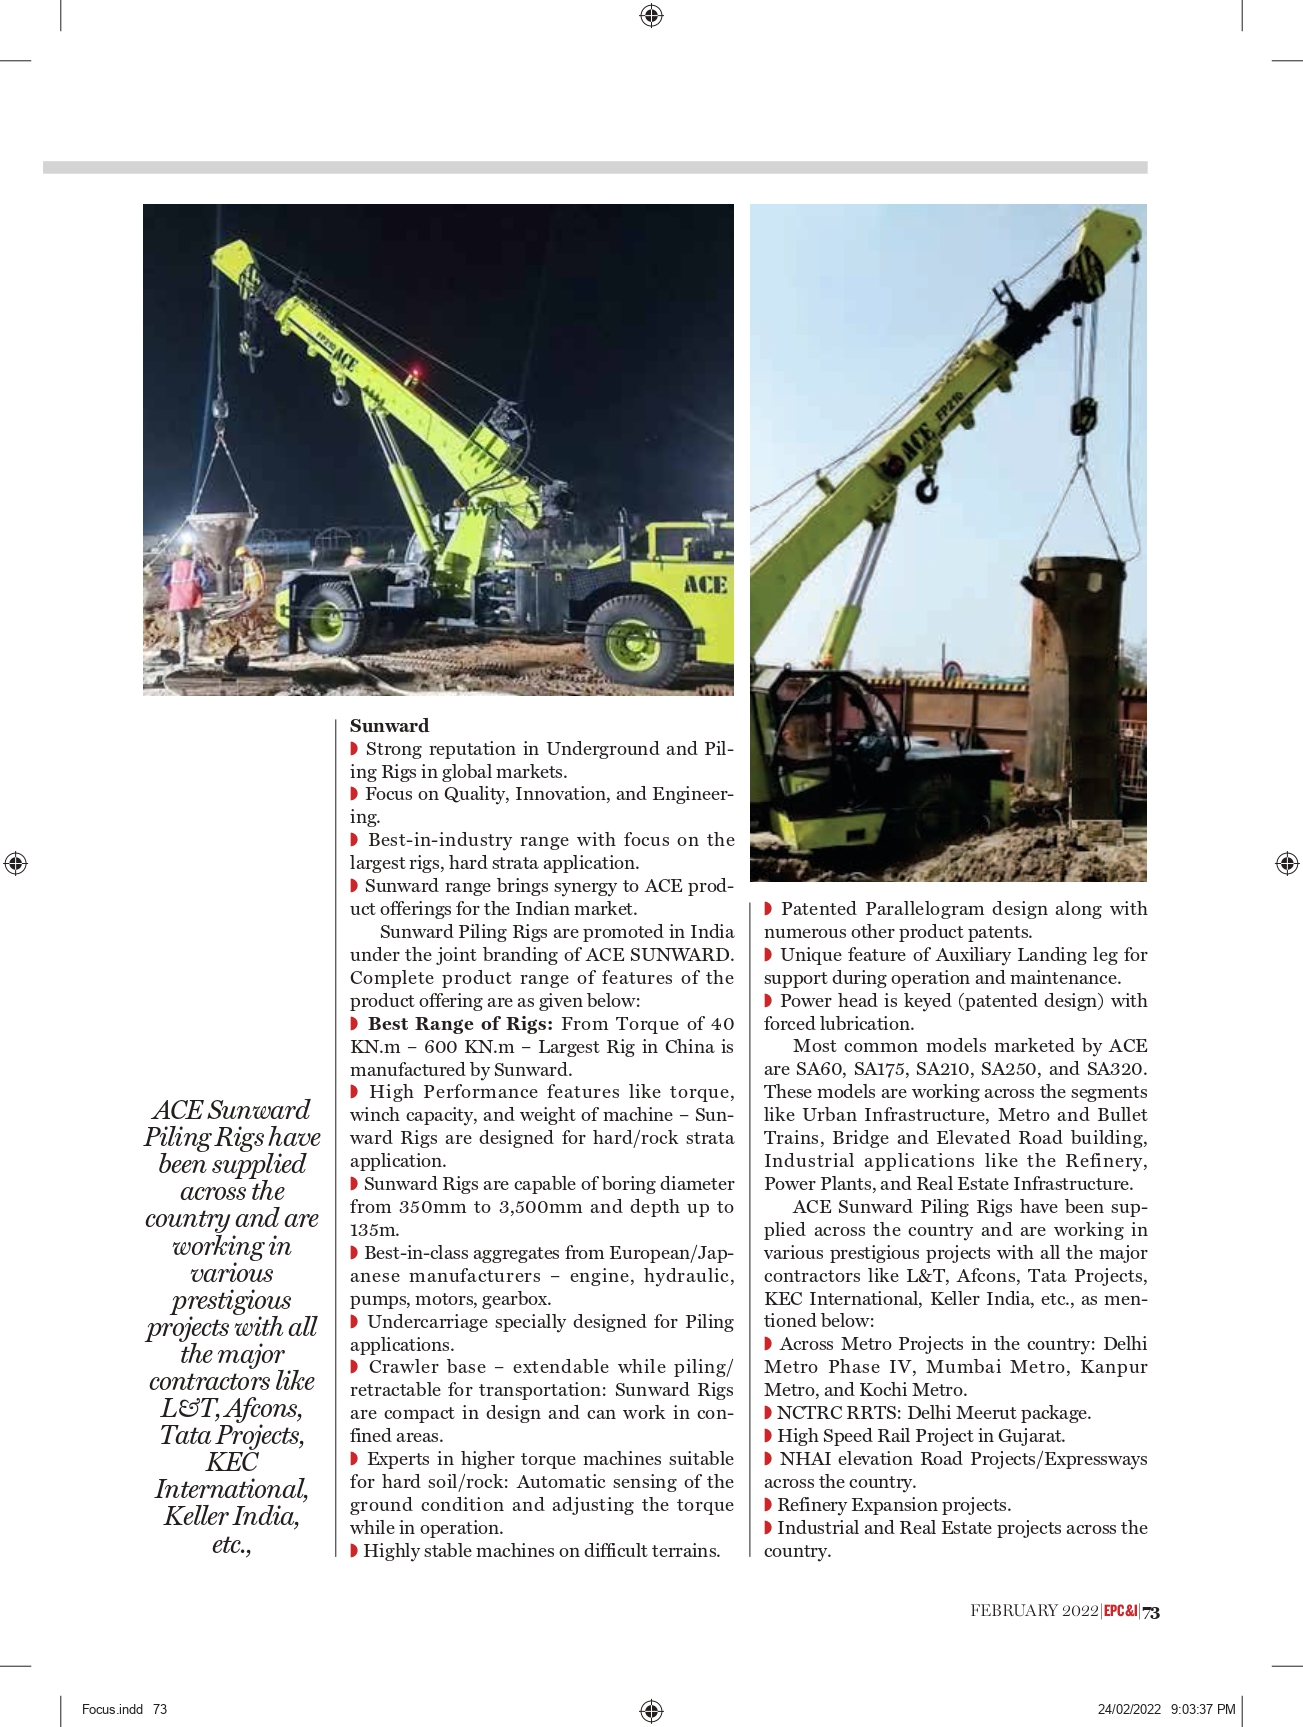 FP210 ACE
ACE
ACE FP210
Sunward
◗ Strong reputation in Underground and Pil-
ing Rigs in global markets.
◗ Focus on Quality, Innovation, and Engineer-
ing.
◗ Best-in-industry range with focus on the
largest rigs, hard strata application.
◗ Sunward range brings synergy to ACE prod-
uct offerings for the Indian market.
Sunward Piling Rigs are promoted in India
under the joint branding of ACE SUNWARD.
Complete product range of features of the
product offering are as given below:
◗ Best Range of Rigs: From Torque of 40
KN.m – 600 KN.m – Largest Rig in China is
manufactured by Sunward.
◗ High Performance features like torque,
winch capacity, and weight of machine – Sun-
ward Rigs are designed for hard/rock strata
application.
◗ Sunward Rigs are capable of boring diameter
from 350mm to 3,500mm and depth up to
135m.
◗ Best-in-class aggregates from European/Jap-
anese manufacturers – engine, hydraulic,
pumps, motors, gearbox.
◗ Undercarriage specially designed for Piling
applications.
◗ Crawler base – extendable while piling/
retractable for transportation: Sunward Rigs
are compact in design and can work in con-
fined areas.
◗ Experts in higher torque machines suitable
for hard soil/rock: Automatic sensing of the
ground condition and adjusting the torque
while in operation.
◗ Highly stable machines on difficult terrains.
◗ Patented Parallelogram design along with
numerous other product patents.
◗ Unique feature of Auxiliary Landing leg for
support during operation and maintenance.
◗ Power head is keyed (patented design) with
forced lubrication.
Most common models marketed by ACE
are SA60, SA175, SA210, SA250, and SA320.
These models are working across the segments
like Urban Infrastructure, Metro and Bullet
Trains, Bridge and Elevated Road building,
Industrial applications like the Refinery,
Power Plants, and Real Estate Infrastructure.
ACE Sunward Piling Rigs have been sup-
plied across the country and are working in
various prestigious projects with all the major
contractors like L&T, Afcons, Tata Projects,
KEC International, Keller India, etc., as men-
tioned below:
◗ Across Metro Projects in the country: Delhi
Metro Phase IV, Mumbai Metro, Kanpur
Metro, and Kochi Metro.
◗ NCTRC RRTS: Delhi Meerut package.
◗ High Speed Rail Project in Gujarat.
◗ NHAI elevation Road Projects/Expressways
across the country.
◗ Refinery Expansion projects.
◗ Industrial and Real Estate projects across the
country.
ACE Sunward
Piling Rigs have
been supplied
across the
country and are
working in
various
prestigious
projects with all
the major
contractors like
L&T, Afcons,
Tata Projects,
KEC
International,
Keller India,
etc.,
FEBRUARY 2022|EPC&I|73
Focus.indd 73
24/02/2022 9:03:37 PM